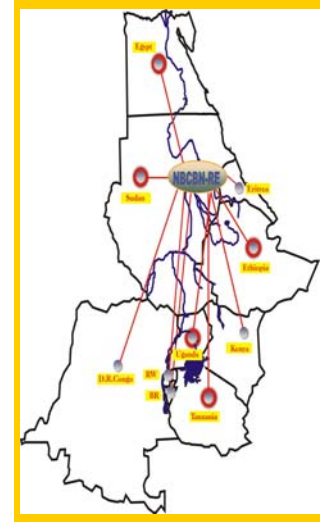 Egypt
NBCBN-RE
Eritrea
Sudan
Ethiopia
Uganda
Kenya
D.R.Congo
RW
BR
Tanzania